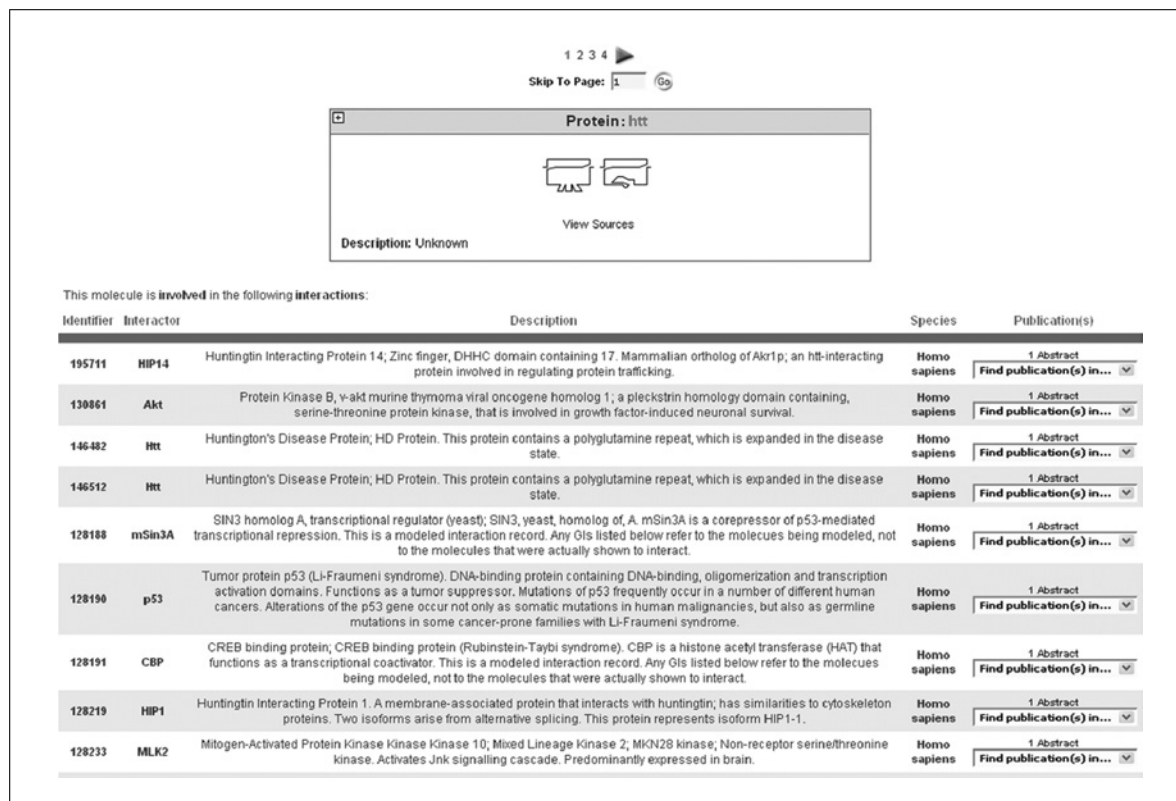 1 2 3 4
Skip To Page: 1 Go
Protein: htt
View Sources
Description: Unknown
This molecule is involved in the following interactions:
Identifier Interactor Description Species Publication(s)
195711 HIP14 Huntingtin Interacting Protein 14; Zinc finger, DHHC domain containing 17. Mammalian ortholog of Akr1p; an htt-interacting
protein involved in regulating protein trafficking.
Homo
sapiens
1 Abstract
Find publication(s) in...
130861 Akt Protein Kinase B, v-akt murine thymoma viral oncogene homolog 1; a pleckstrin homology domain containing,
serine-threonine protein kinase, that is involved in growth factor-induced neuronal survival.
Homo
sapiens
1 Abstract
Find publication(s) in...
146482 Htt Huntington's Disease Protein; HD Protein. This protein contains a polyglutamine repeat, which is expanded in the disease
state.
Homo
sapiens
1 Abstract
Find publication(s) in...
146512 Htt Huntington's Disease Protein; HD Protein. This protein contains a polyglutamine repeat, which is expanded in the disease
state.
Homo
sapiens
1 Abstract
Find publication(s) in...
128188 mSin3A SIN3 homolog A, transcriptional regulator (yeast); SIN3, yeast, homolog of, A. mSin3A is a corepressor of p53-mediated
transcriptional repression. This is a modeled interaction record. Any GIs listed below refer to the molecues being modeled, not
to the molecules that were actually shown to interact.
Homo
sapiens
1 Abstract
Find publication(s) in...
128190 p53 Tumor protein p53 (Li-Fraumeni syndrome). DNA-binding protein containing DNA-binding, oligomerization and transcription
activation domains. Functions as a tumor suppressor. Mutations of p53 frequently occur in a number of different human
cancers. Alterations of the p53 gene occur not only as somatic mutations in human malignancies, but also as germline
mutations in some cancer-prone families with Li-Fraumeni syndrome.
Homo
sapiens
1 Abstract
Find publication(s) in...
128191 CBP CREB binding protein; CREB binding protein (Rubinstein-Taybi syndrome). CBP is a histone acetyl transferase (HAT) that
functions as a transcriptional coactivator. This is a modeled interaction record. Any GIs listed below refer to the molecues
being modeled, not to the molecules that were actually shown to interact.
Homo
sapiens
1 Abstract
Find publication(s) in...
128219 HIP1 Huntingtin Interacting Protein 1. A membrane-associated protein that interacts with huntingtin; has similarities to cytoskeleton
proteins. Two isoforms arise from alternative splicing. This protein represents isoform HIP1-1.
Homo
sapiens
1 Abstract
Find publication(s) in...
128233 MLK2 Mitogen-Activated Protein Kinase Kinase Kinase 10; Mixed Lineage Kinase 2; MKN28 kinase; Non-receptor serine/threonine
kinase. Activates Jnk signalling cascade. Predominantly expressed in brain.
Homo
sapiens
1 Abstract
Find publication(s) in...